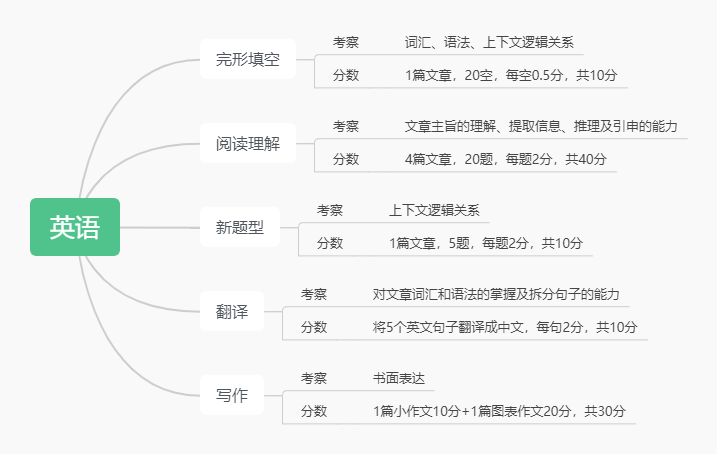 英语
完形填空
考察 词汇、语法、上下文逻辑关系
分数 1篇文章，20空，每空0.5分，共10分
阅读理解
考察 文章主旨的理解、提取信息、推理及引申的能力
分数 4篇文章，20题，每题2分，共40分
新题型
考察 上下文逻辑关系
分数 1篇文章，5题，每题2分，共10分
翻译
考察 对文章词汇和语法的掌握及拆分句子的能力
分数 将5个英文句子翻译成中文，每句2分，共10分
写作
考察 书面表达
分数 1篇小作文10分+1篇图表作文20分，共30分